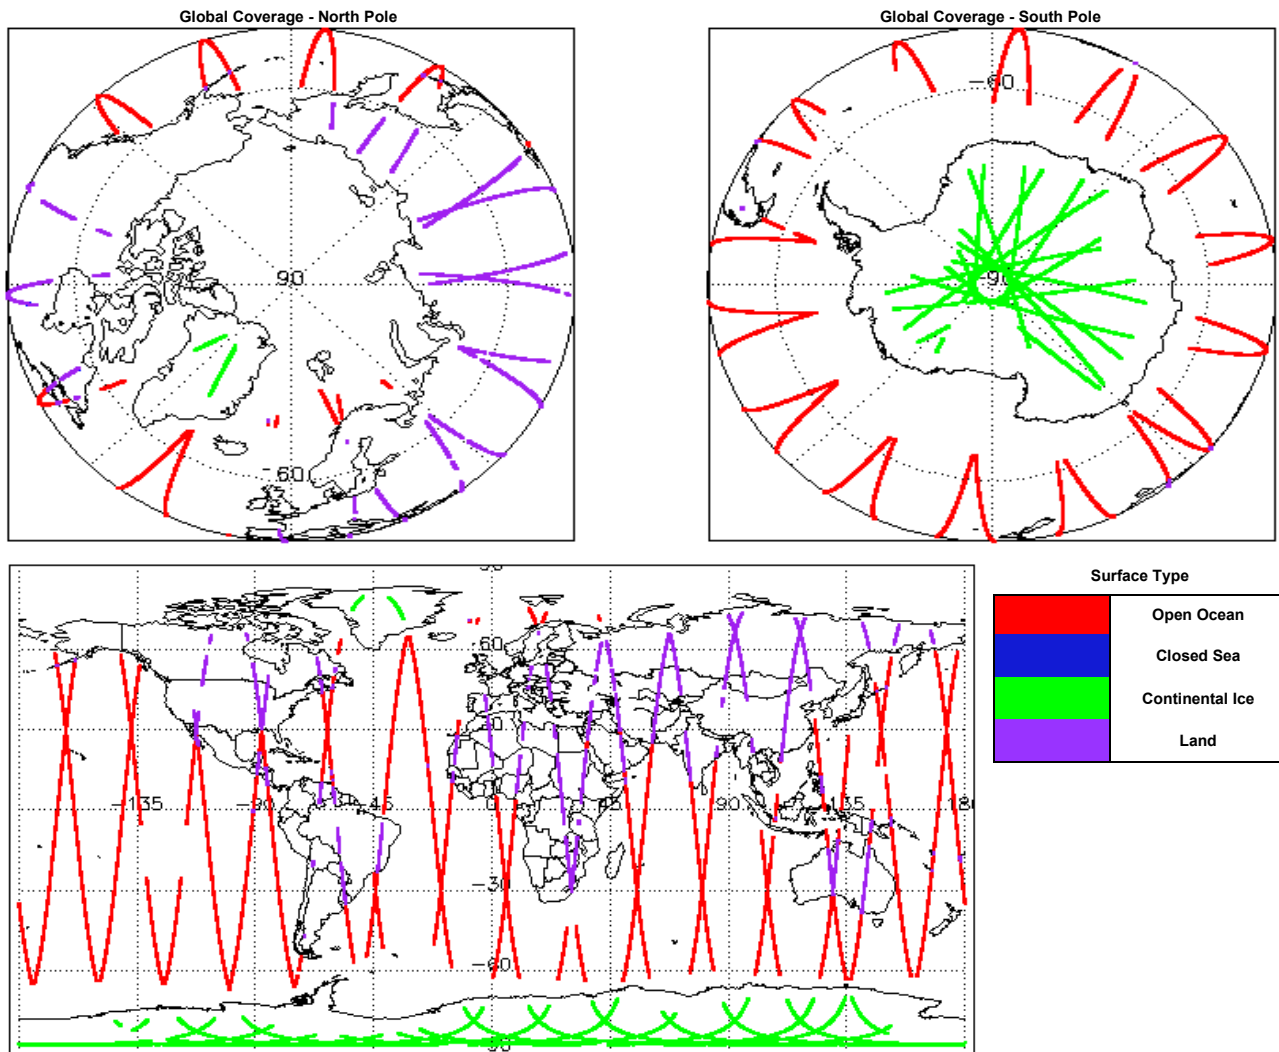 Global Coverage - North Pole
Global Coverage - South Pole
-60
90
-90
-60
Surface Type
Open Ocean
Closed Sea
Continental Ice
Land
60
-135
-90
45
0
90
135
180
-30
-60